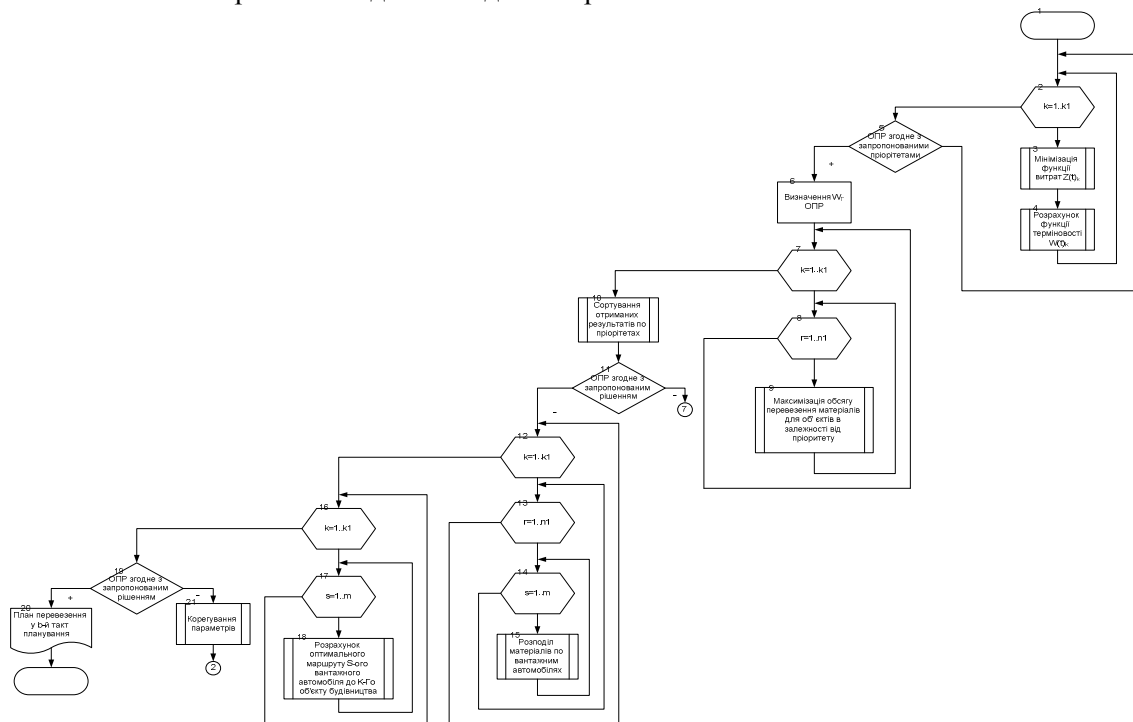 1
2
k=1..k1
3
Мінімізація
функції
витрат Z(t)ₖ
4
Розрахунок
функції
терміновості
W(t)ₖ
5
ОПР згодне з
запропонованими
пріорітетами
+
6
Визначення Wᵣ
ОПР
7
k=1..k1
8
r=1..n1
9
Максимізація обсягу
перевезення матеріалів
для об' єктів в
залежності від
пріоритету
10
Сортування
отриманих
результатів по
пріорітетах
11
ОПР згодне з
запропонованим
рішенням
-
7
-
12
k=1..k1
13
r=1..n1
14
s=1..m
15
Розподіл
матеріалів по
вантажним
автомобілях
16
k=1..k1
17
s=1..m
18
Розрахунок
оптимального
маршруту S-ого
вантажного
автомобіля до K-Го
об'єкту будівництва
19
ОПР згодне з
запропонованим
рішенням
+
-
20
План перевезення
у b-й такт
планування
21
Корегування
параметрів
2